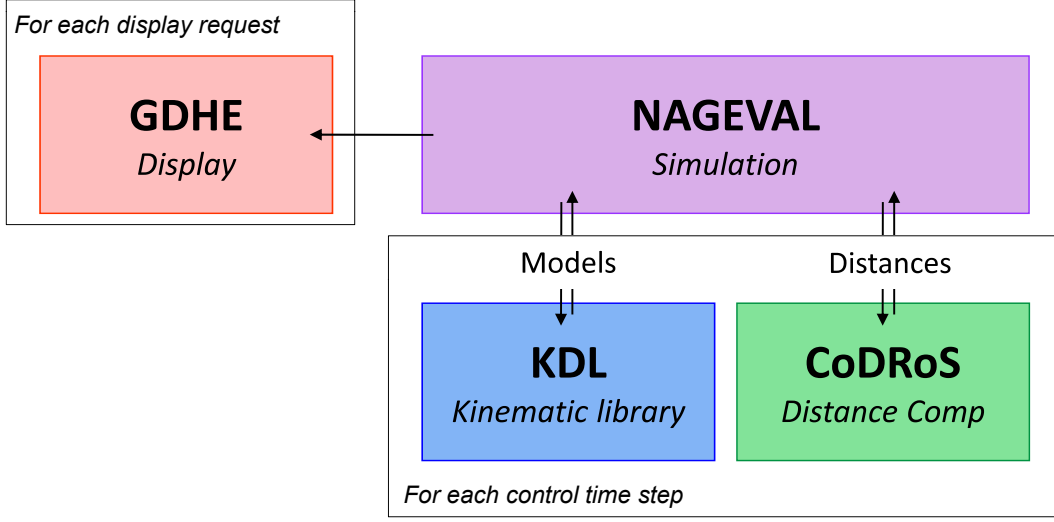 For each display request
GDHE
Display
NAGEVAL
Simulation
Models
Distances
KDL
Kinematic library
CoDRoS
Distance Comp
For each control time step